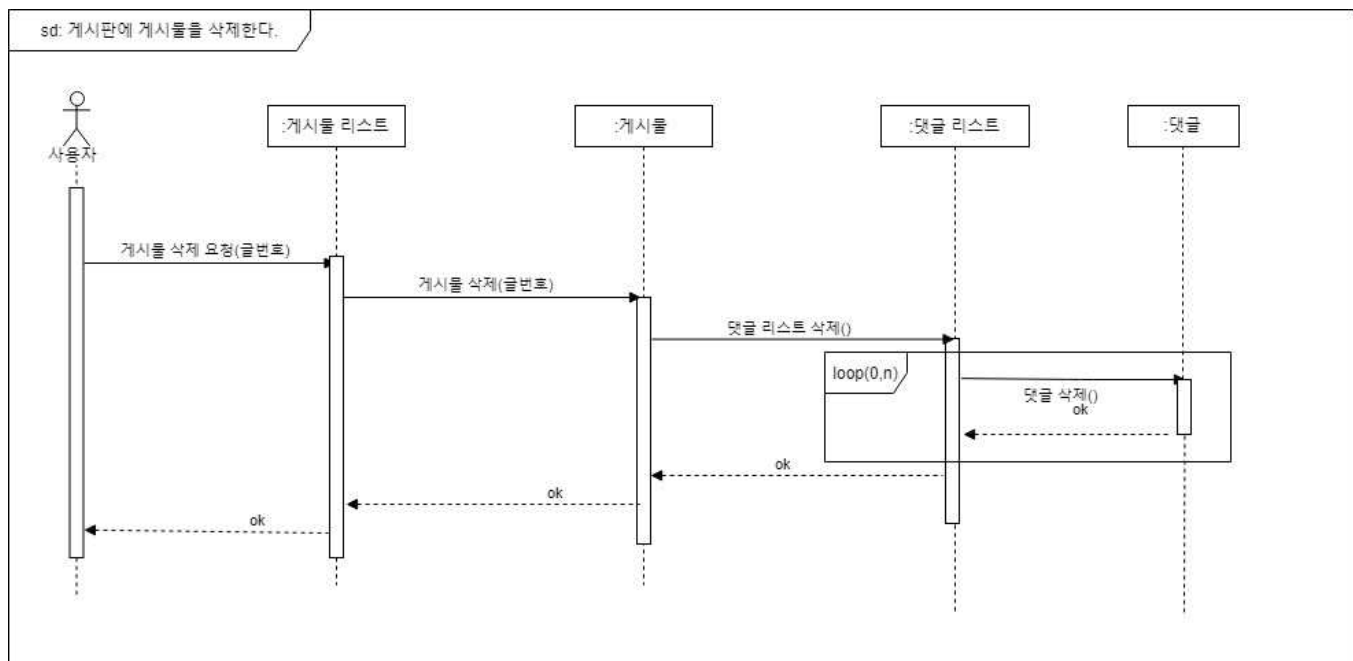 sd: 게시판에 게시물을 삭제한다.
사용자
:게시물 리스트
:게시물
:댓글 리스트
:댓글
게시물 삭제 요청(글번호)
게시물 삭제(글번호)
댓글 리스트 삭제()
loop(0,n)
댓글 삭제()
ok
ok
ok
ok